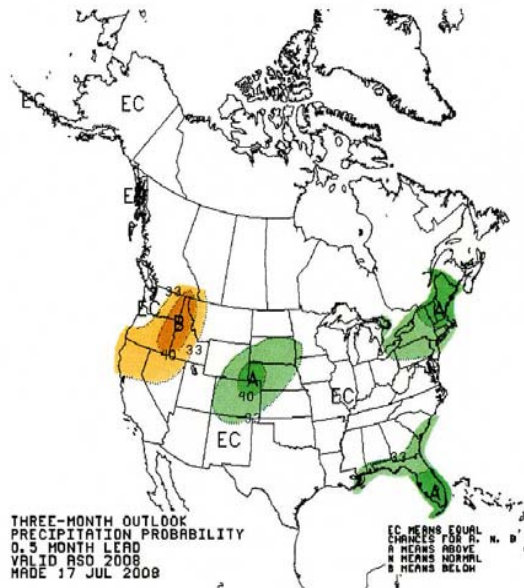 EC
EC
EC
33
EC
B
40 33
A
A
40
33
EC
EC
33
A
THREE-MONTH OUTLOOK
PRECIPITATION PROBABILITY
0.5 MONTH LEAD
VALID ASO 2008
MADE 17 JUL 2008
EC MEANS EQUAL
CHANCES FOR A, N, B
A MEANS ABOVE
N MEANS NORMAL
B MEANS BELOW